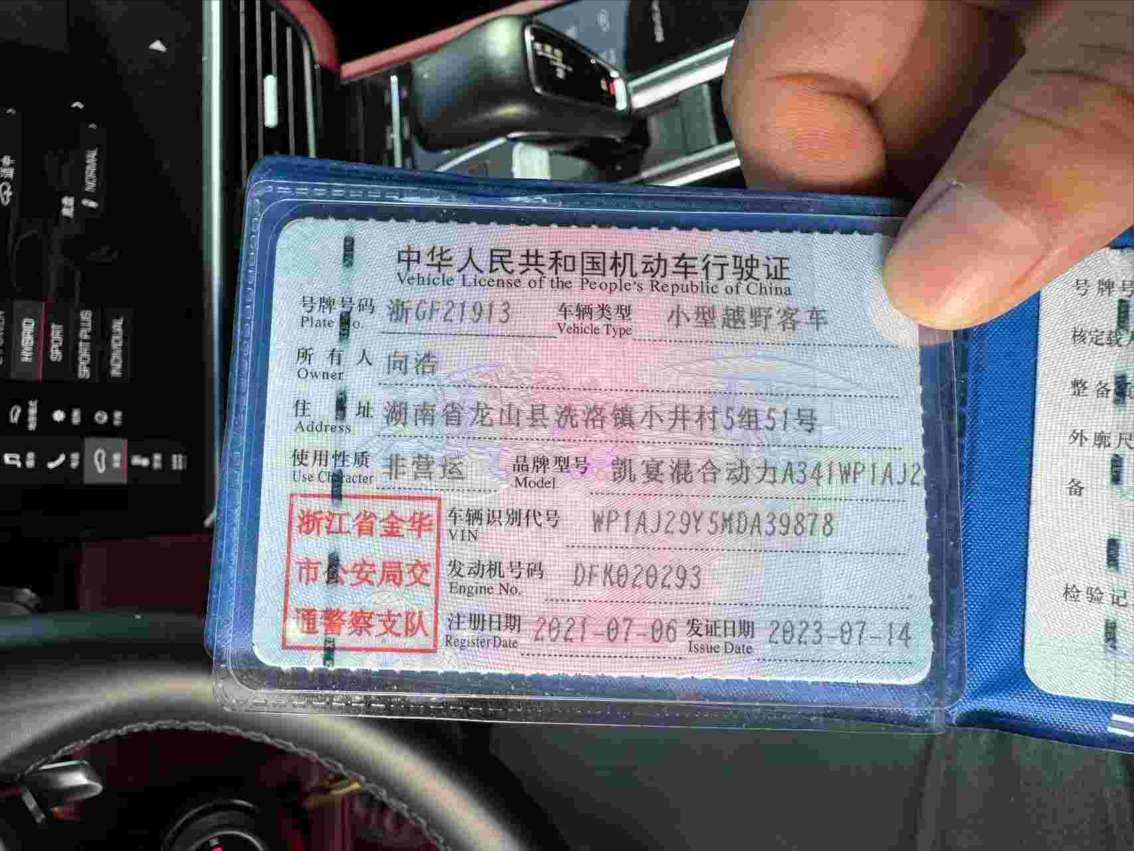 中华人民共和国机动车行驶证
Vehicle License of the People's Republic of China
号牌号码 浙GF21913 车辆类型 小型越野客车
Plate No. Vehicle Type
所有人 向浩
Owner
住址 湖南省龙山县洗洛镇小井村5组51号
Address
使用性质 非营运 品牌型号 凯宴混合动力A341WP1AJ2
Use Character Model
浙江省金华
市公安局交
通警察支队
车辆识别代号 WP1AJ29Y5MDA39878
VIN
发动机号码 DFK020293
Engine No.
注册日期 2021-07-06 发证日期 2023-07-14
Register Date Issue Date
号牌号
核定载人
整备质
外廓尺
备
检验记
NORMAL
HYBRID
SPORT
SPORT PLUS
INDIVIDUAL